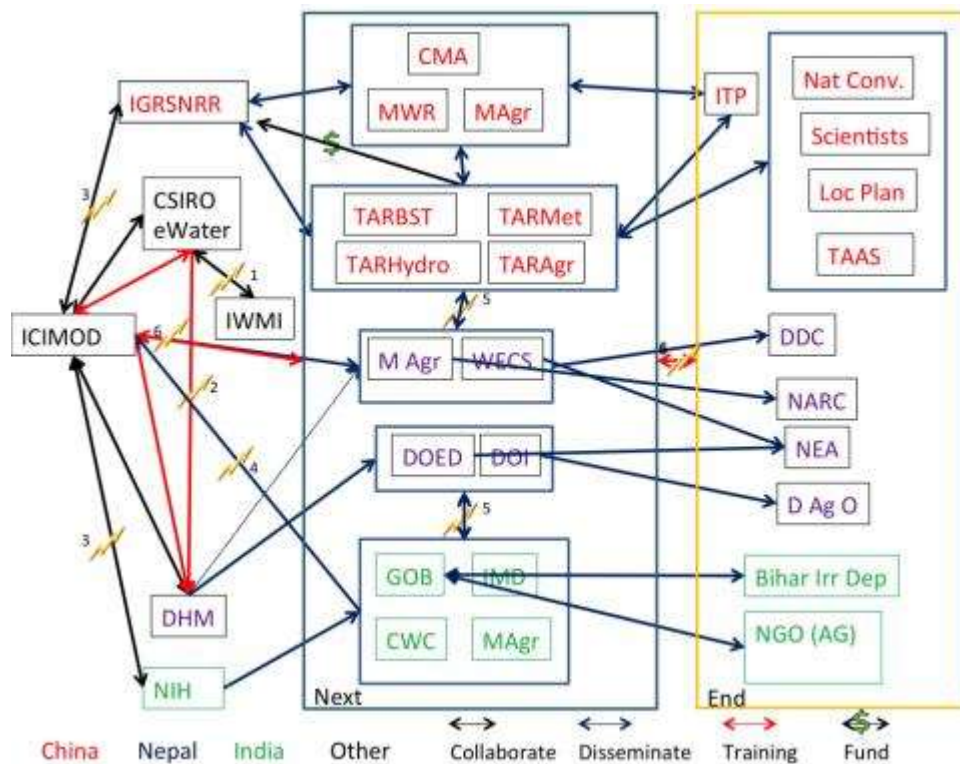 CMA
MWR
MAgr
IGRSNRR
ITP
Nat Conv.
Scientists
Loc Plan
TAAS
$
3
CSIRO
eWater
TARBST
TARMet
TARHydro
TARAgr
1
IWMI
5
ICIMOD
6
M Agr
WECS
6
DDC
NARC
2
DOED
DOI
NEA
4
D Ag O
5
3
GOB
IMD
Bihar Irr Dep
DHM
CWC
MAgr
NGO (AG)
NIH
Next
End
China
Nepal
India
Other
Collaborate
Disseminate
Training
$
Fund